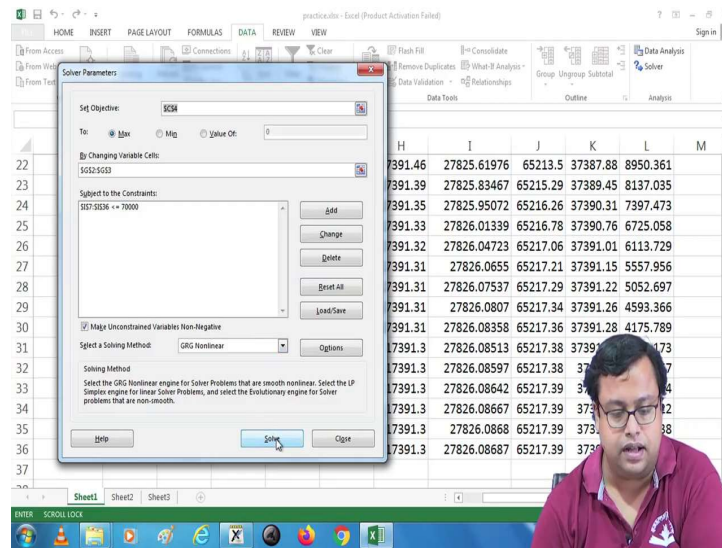 practice.xlsx - Excel (Product Activation Failed)
Sign in
HOME INSERT PAGE LAYOUT FORMULAS DATA REVIEW VIEW
From Access
From Web
From Text
Connections
Clear
Flash Fill
Remove Duplicates
Data Validation
Consolidate
What-If Analysis
Relationships
Data Tools
Group Ungroup Subtotal
Outline
Data Analysis
Solver
Analysis
Solver Parameters
Set Objective: $C$4
To: Max Min Value Of: 0
By Changing Variable Cells:
$G$2:$G$3
Subject to the Constraints:
$I$7:$I$36 <= 70000
Add
Change
Delete
Reset All
Load/Save
Make Unconstrained Variables Non-Negative
Select a Solving Method: GRG Nonlinear Options
Solving Method
Select the GRG Nonlinear engine for Solver Problems that are smooth nonlinear. Select the LP
Simplex engine for linear Solver Problems, and select the Evolutionary engine for Solver
problems that are non-smooth.
Help Solve Close
H I J K L M
22 7391.46 27825.61976 65213.5 37387.88 8950.361
23 7391.39 27825.83467 65215.29 37389.45 8137.035
24 7391.35 27825.95072 65216.26 37390.31 7397.473
25 7391.33 27826.01339 65216.78 37390.76 6725.058
26 7391.32 27826.04723 65217.06 37391.01 6113.729
27 7391.31 27826.0655 65217.21 37391.15 5557.956
28 7391.31 27826.07537 65217.29 37391.22 5052.697
29 7391.31 27826.0807 65217.34 37391.26 4593.366
30 7391.31 27826.08358 65217.36 37391.28 4175.789
31 7391.3 27826.08513 65217.38
32 7391.3 27826.08597 65217.38
33 7391.3 27826.08642 65217.39
34 7391.3 27826.08667 65217.39
35 7391.3 27826.0868 65217.39
36 7391.3 27826.08687 65217.39
37
Sheet1 Sheet2 Sheet3
ENTER SCROLL LOCK